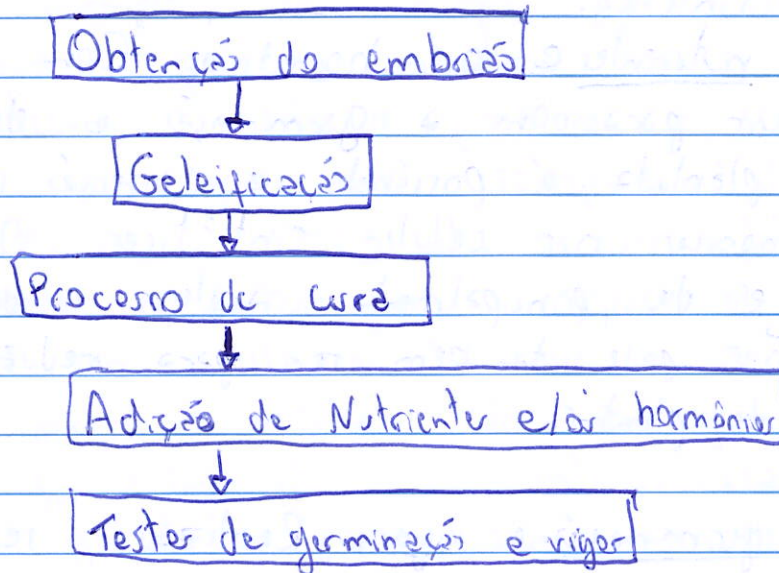 Obtenção do embrião
Geleificação
Processo de cura
Adição de Nutrientes e/ou hormônios
Testes de germinação e vigor